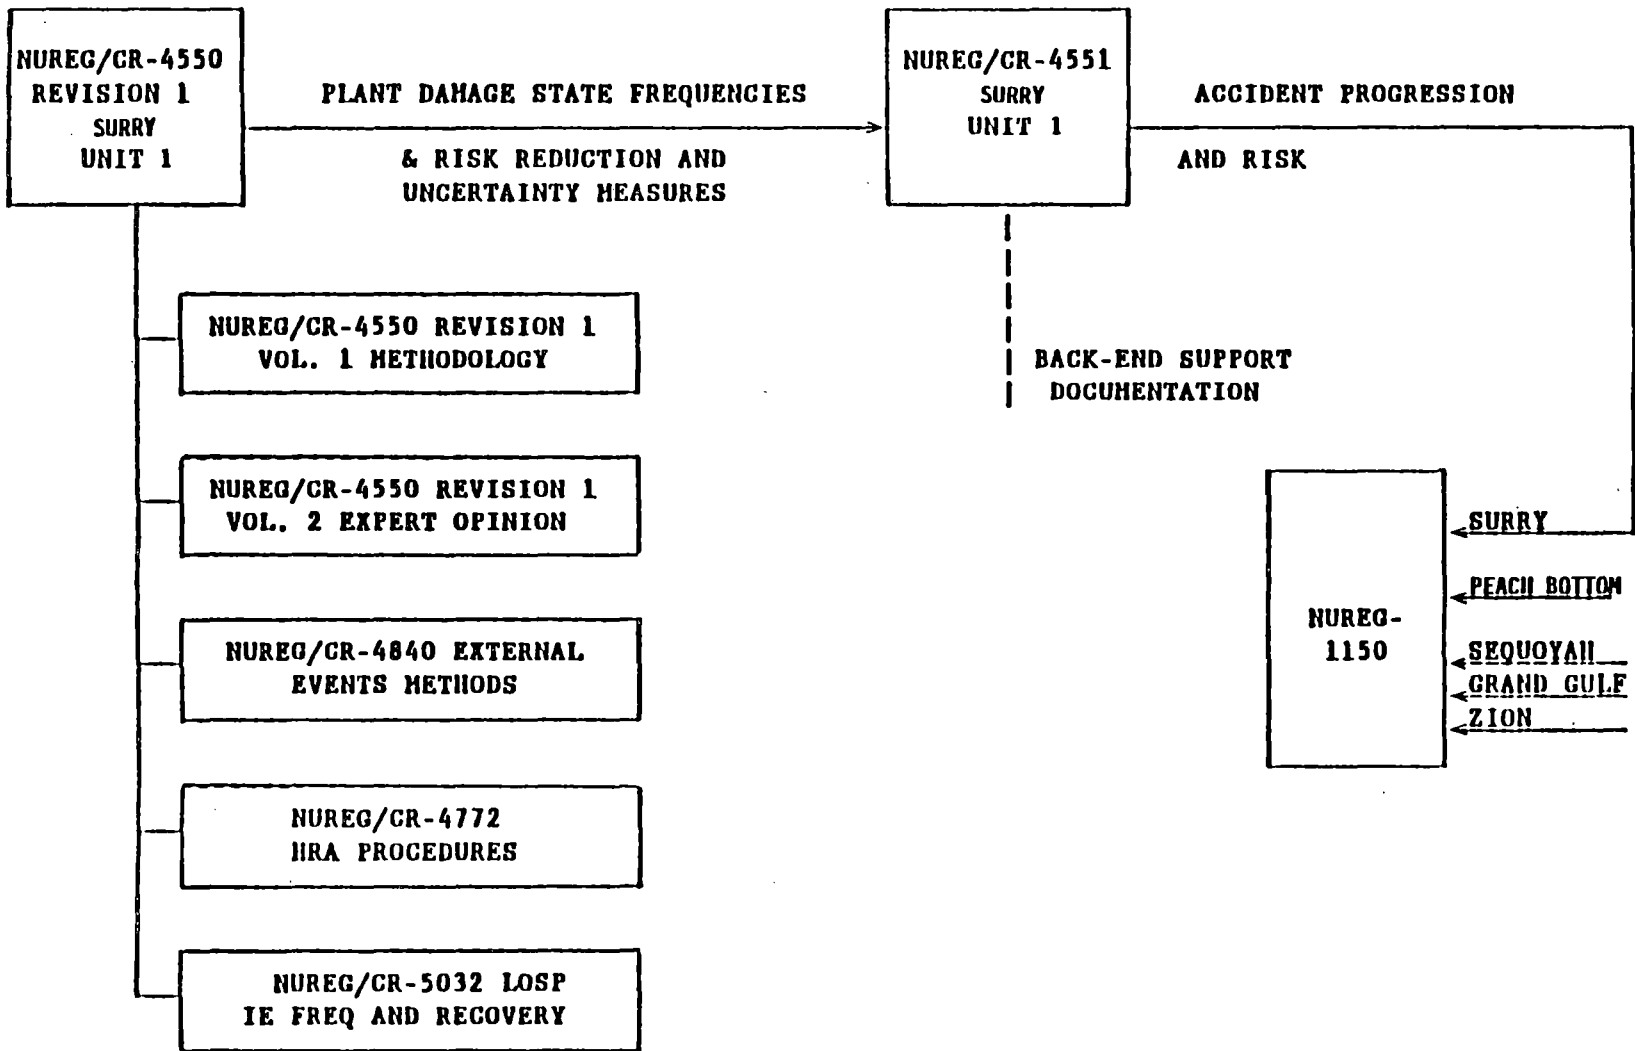 NUREG/CR-4550
REVISION 1
SURRY
UNIT 1
PLANT DAMAGE STATE FREQUENCIES
& RISK REDUCTION AND
UNCERTAINTY MEASURES
NUREG/CR-4551
SURRY
UNIT 1
ACCIDENT PROGRESSION
AND RISK
NUREG/CR-4550 REVISION 1
VOL. 1 METHODOLOGY
BACK-END SUPPORT
DOCUMENTATION
NUREG/CR-4550 REVISION 1
VOL. 2 EXPERT OPINION
NUREG/CR-4840 EXTERNAL
EVENTS METHODS
NUREG/CR-4772
HRA PROCEDURES
NUREG/CR-5032 LOSP
IE FREQ AND RECOVERY
NUREG-
1150
SURRY
PEACH BOTTOM
SEQUOYAH
GRAND GULF
ZION